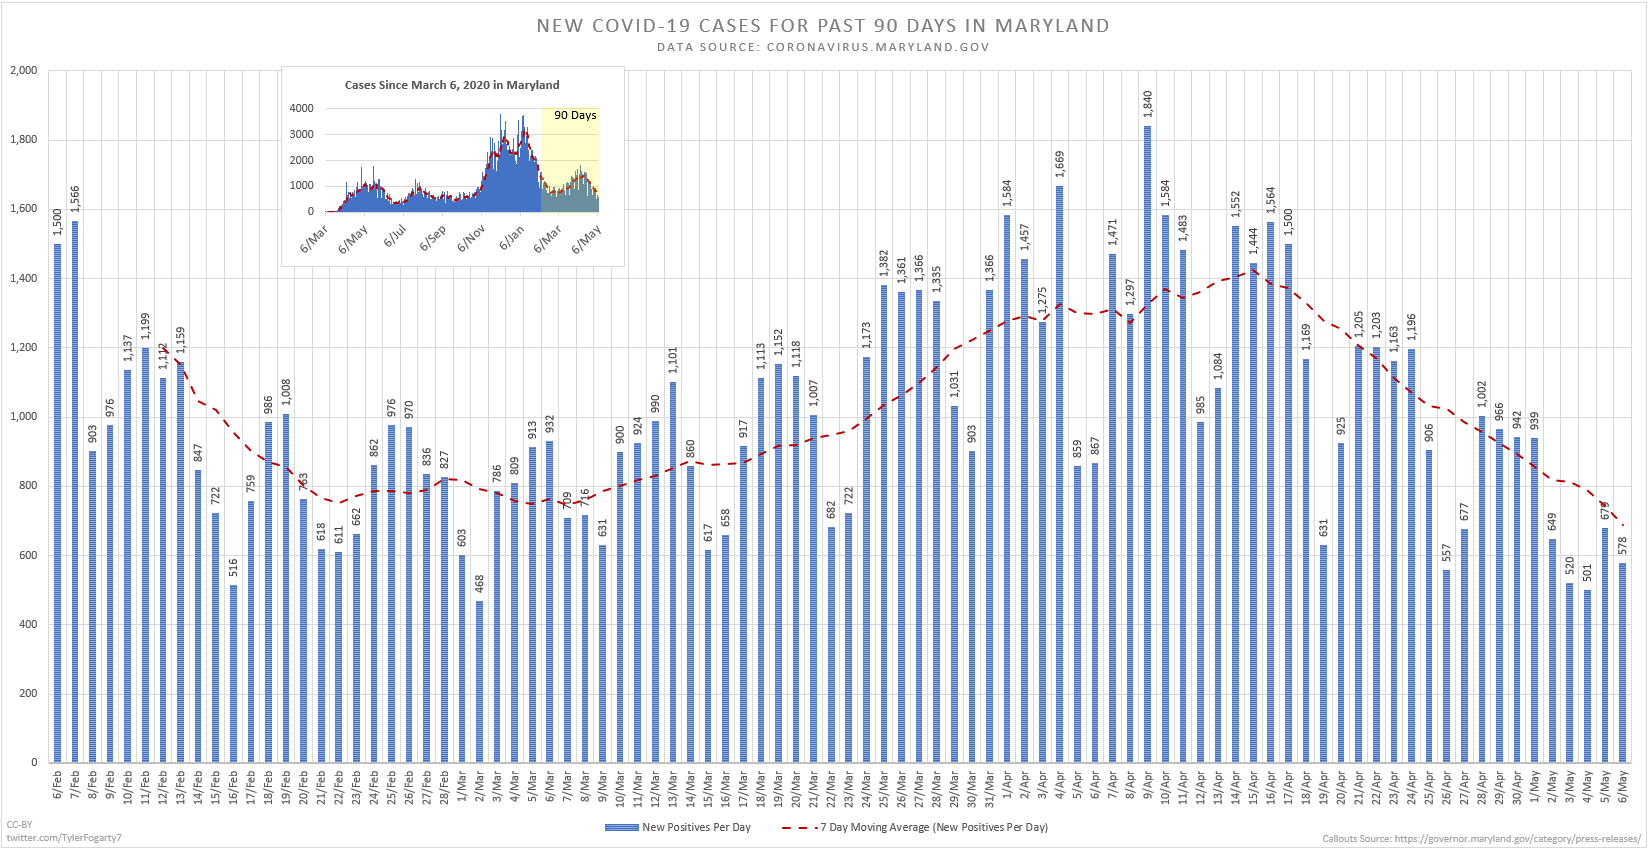 NEW COVID-19 CASES FOR PAST 90 DAYS IN MARYLAND
DATA SOURCE: CORONAVIRUS.MARYLAND.GOV
2,000
1,800
1,600
1,400
1,200
1,000
800
600
400
200
0
Cases Since March 6, 2020 in Maryland
90 Days
4000
3000
2000
1000
0
6/Mar 6/May 6/Jul 6/Sep 6/Nov 6/Jan 6/Mar 6/May
1,500 1,566 903 976 1,137 1,199 1,112 1,159 847 722 516 759 986 1,008 763 618 611 662 862 976 970 836 827 603 468 786 809 913 932 709 716 631 900 924 990 1,101 860 617 658 917 1,113 1,152 1,118 1,007 682 722 1,173 1,382 1,361 1,366 1,335 1,031 903 1,366 1,584 1,457 1,275 1,669 859 867 1,471 1,297 1,840 1,584 1,483 985 1,084 1,552 1,444 1,564 1,500 1,169 631 925 1,205 1,203 1,163 1,196 906 557 677 1,002 966 942 939 649 520 501 679 578
6/Feb 7/Feb 8/Feb 9/Feb 10/Feb 11/Feb 12/Feb 13/Feb 14/Feb 15/Feb 16/Feb 17/Feb 18/Feb 19/Feb 20/Feb 21/Feb 22/Feb 23/Feb 24/Feb 25/Feb 26/Feb 27/Feb 28/Feb 1/Mar 2/Mar 3/Mar 4/Mar 5/Mar 6/Mar 7/Mar 8/Mar 9/Mar 10/Mar 11/Mar 12/Mar 13/Mar 14/Mar 15/Mar 16/Mar 17/Mar 18/Mar 19/Mar 20/Mar 21/Mar 22/Mar 23/Mar 24/Mar 25/Mar 26/Mar 27/Mar 28/Mar 29/Mar 30/Mar 31/Mar 1/Apr 2/Apr 3/Apr 4/Apr 5/Apr 6/Apr 7/Apr 8/Apr 9/Apr 10/Apr 11/Apr 12/Apr 13/Apr 14/Apr 15/Apr 16/Apr 17/Apr 18/Apr 19/Apr 20/Apr 21/Apr 22/Apr 23/Apr 24/Apr 25/Apr 26/Apr 27/Apr 28/Apr 29/Apr 30/Apr 1/May 2/May 3/May 4/May 5/May 6/May
New Positives Per Day
7 Day Moving Average (New Positives Per Day)
CC-BY
twitter.com/TylerFogarty7
Callouts Source: https://governor.maryland.gov/category/press-releases/